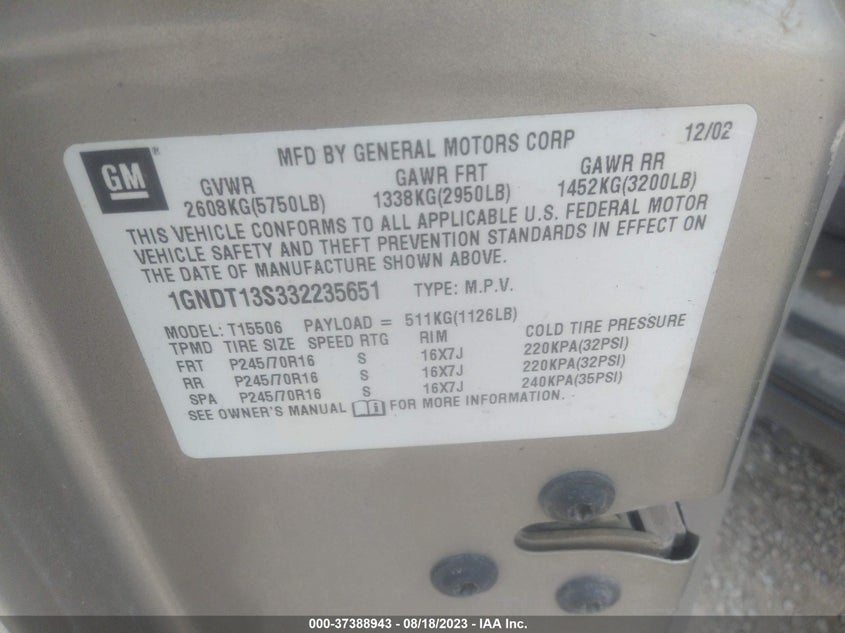 GM ®
MFD BY GENERAL MOTORS CORP 12/02
GVWR GAWR FRT GAWR RR
2608KG(5750LB) 1338KG(2950LB) 1452KG(3200LB)
THIS VEHICLE CONFORMS TO ALL APPLICABLE U.S. FEDERAL MOTOR
VEHICLE SAFETY AND THEFT PREVENTION STANDARDS IN EFFECT ON
THE DATE OF MANUFACTURE SHOWN ABOVE.
1GNDT13S332235651 TYPE: M.P.V.
MODEL: T15506 PAYLOAD = 511KG(1126LB)
TPMD TIRE SIZE SPEED RTG RIM COLD TIRE PRESSURE
FRT P245/70R16 S 16X7J 220KPA(32PSI)
RR P245/70R16 S 16X7J 220KPA(32PSI)
SPA P245/70R16 S 16X7J 240KPA(35PSI)
SEE OWNER'S MANUAL FOR MORE INFORMATION.
000-37388943 - 08/18/2023 - IAA Inc.